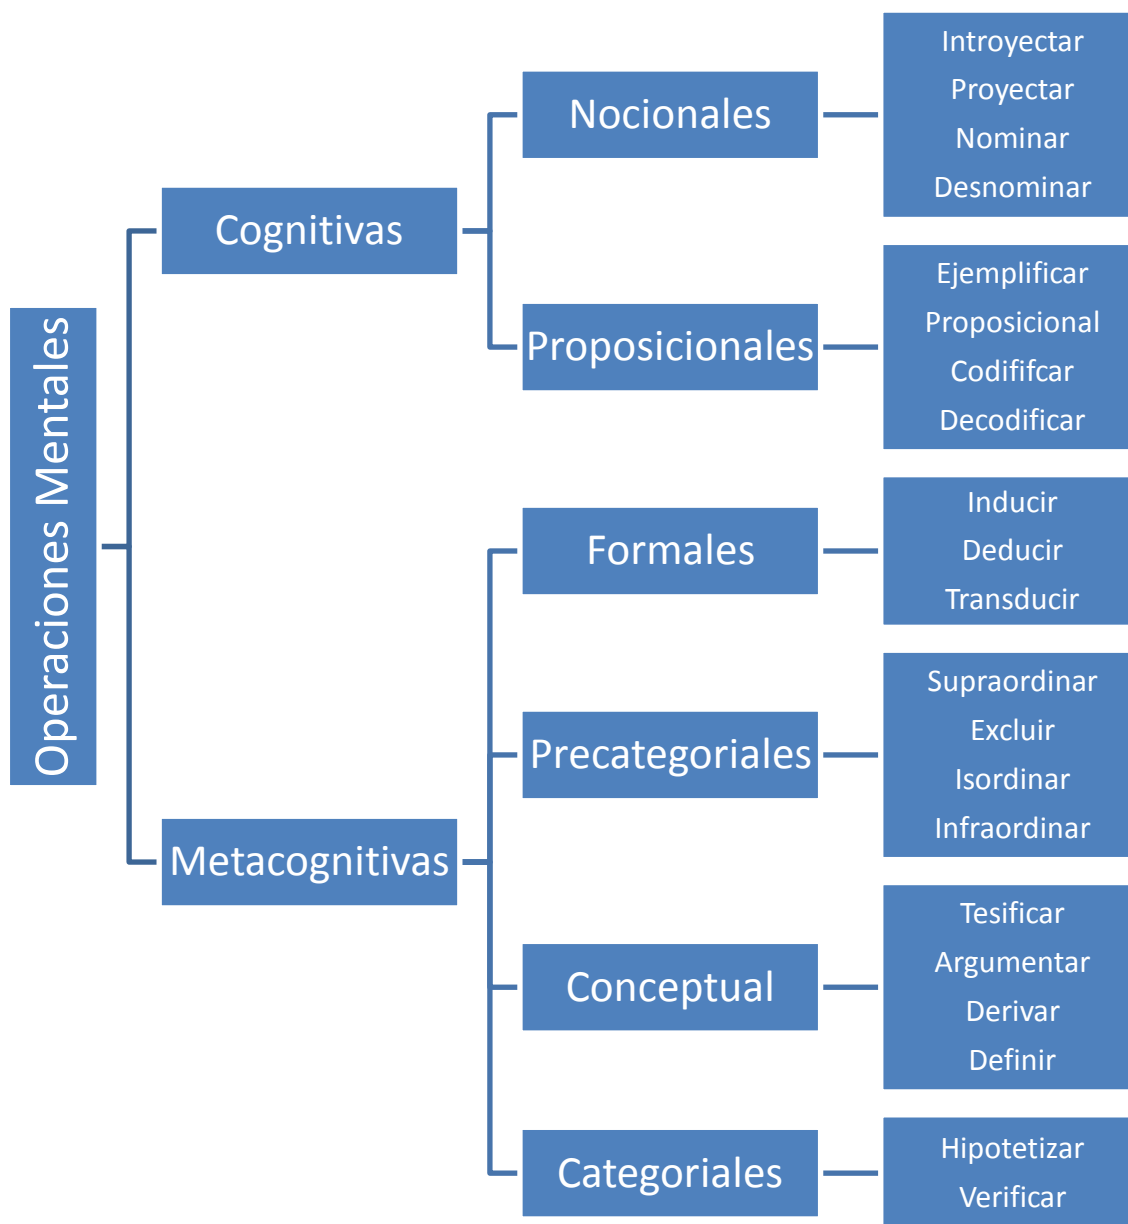 Operaciones Mentales
Cognitivas
Nocionales
Introyectar
Proyectar
Nominar
Desnominar
Proposicionales
Ejemplificar
Proposicional
Codififcar
Decodificar
Metacognitivas
Formales
Inducir
Deducir
Transducir
Precategoriales
Supraordinar
Excluir
Isordinar
Infraordinar
Conceptual
Tesificar
Argumentar
Derivar
Definir
Categoriales
Hipotetizar
Verificar